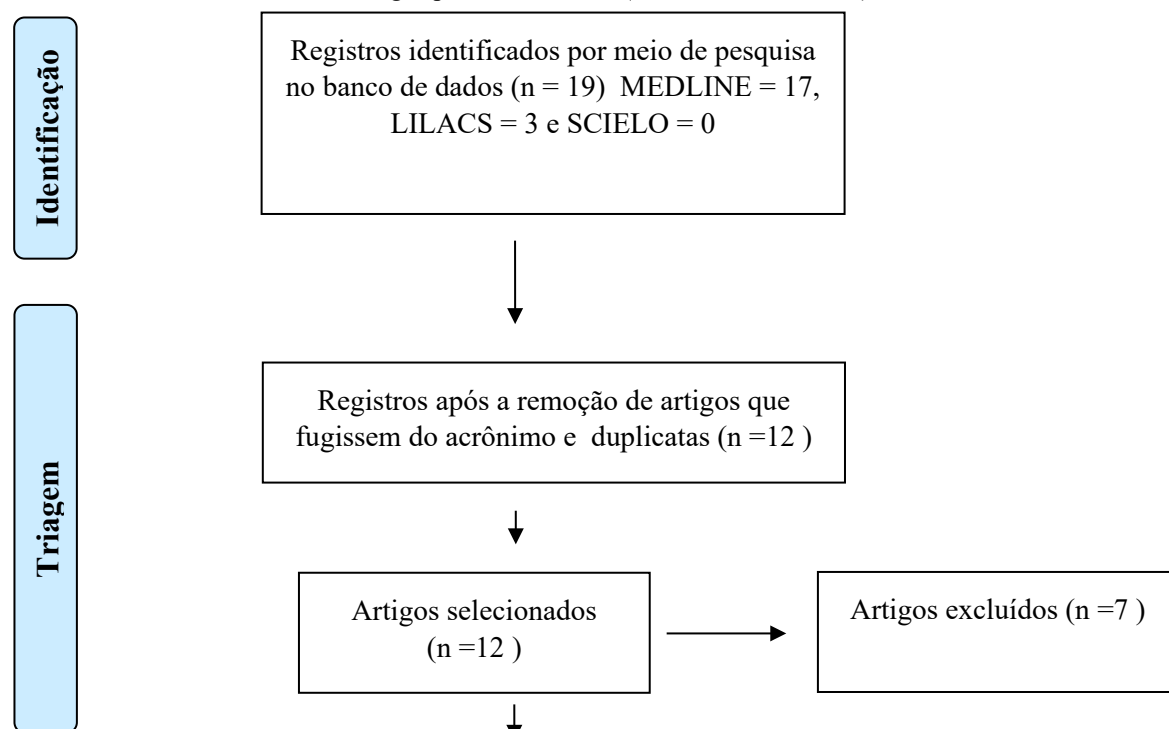 Identificação
Registros identificados por meio de pesquisa
no banco de dados (n = 19) MEDLINE = 17,
LILACS = 3 e SCIELO = 0
Triagem
Registros após a remoção de artigos que
fugissem do acrônimo e duplicatas (n =12 )
Artigos selecionados
(n =12 )
Artigos excluídos (n =7 )